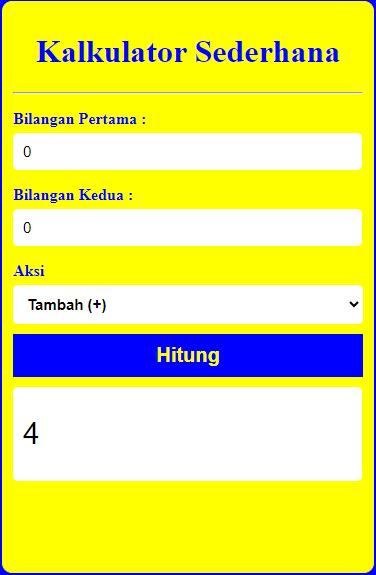 Kalkulator Sederhana
Bilangan Pertama :
0
Bilangan Kedua :
0
Aksi
Tambah (+)
Hitung
4